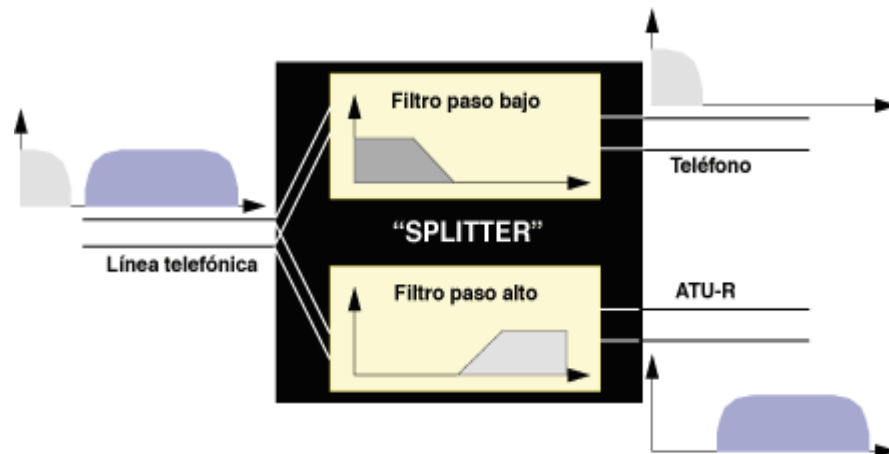 Filtro paso bajo
Teléfono
“SPLITTER”
Línea telefónica
Filtro paso alto
ATU-R